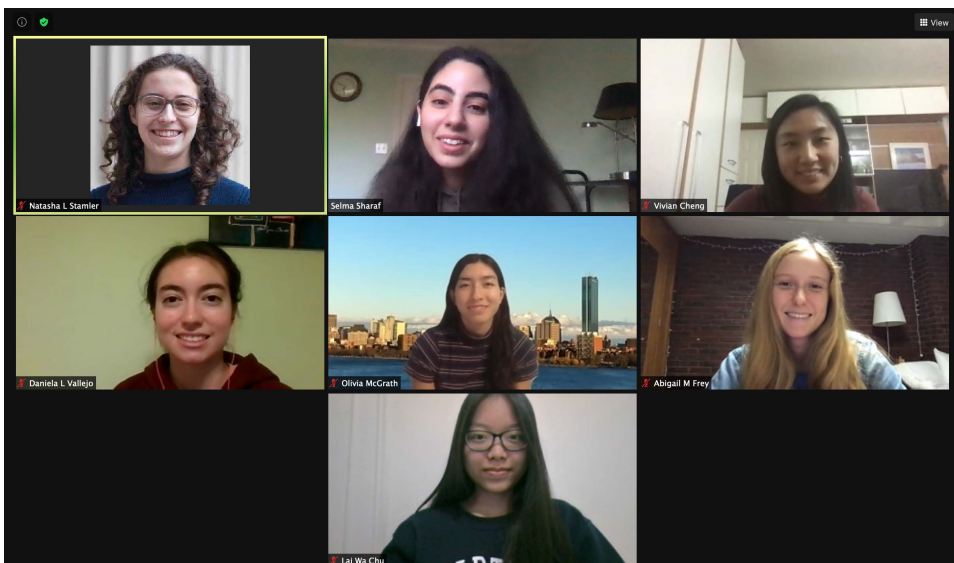 View
Natasha L Stamler
Selma Sharaf
Vivian Cheng
Daniela L Vallejo
Olivia McGrath
Abigail M Frey
Lai Wa Chu